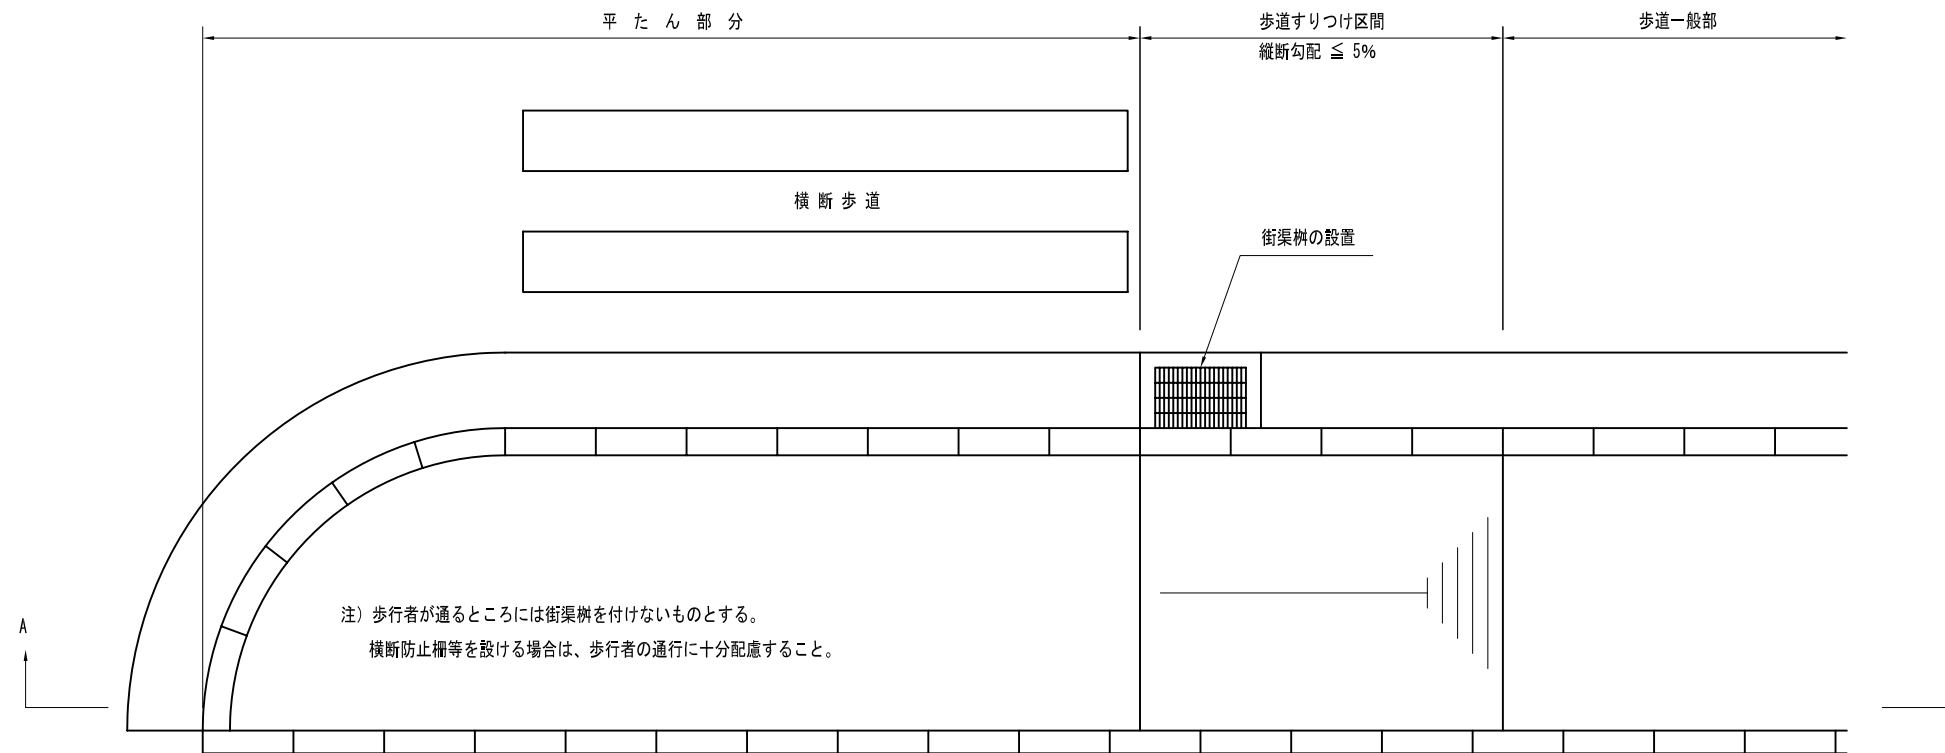 平たん部分
歩道すりつけ区間
縦断勾配 ≦ 5%
歩道一般部
横断歩道
街渠桝の設置
注) 歩行者が通るところには街渠桝を付けないものとする。
横断防止柵等を設ける場合は、歩行者の通行に十分配慮すること。
A